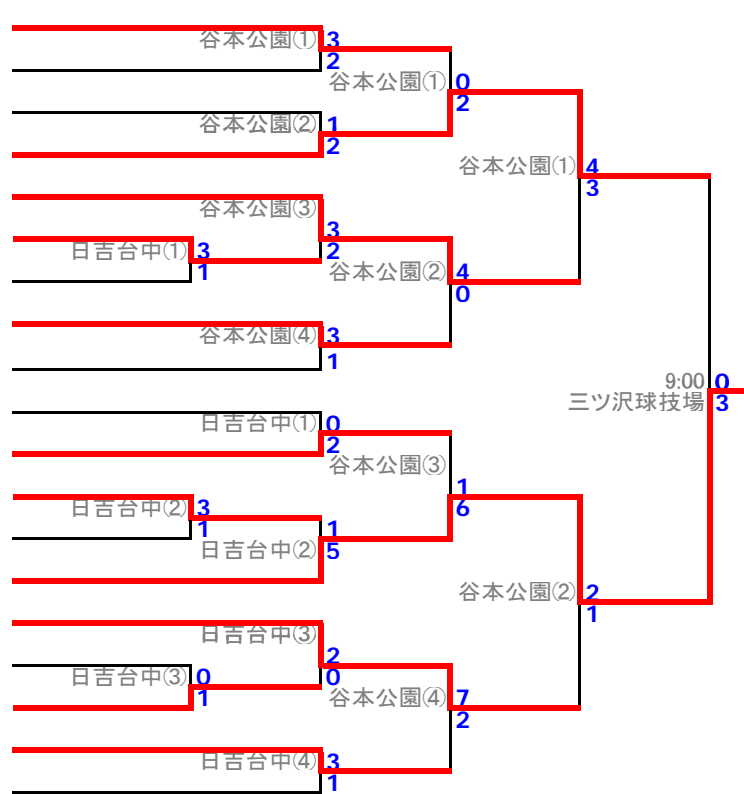 谷本公園⑴ 3
2
谷本公園⑴ 0
2
谷本公園⑵ 1
2
谷本公園⑴ 4
3
谷本公園⑶ 3
2
日吉台中⑴ 3
1
谷本公園⑵ 4
0
谷本公園⑷ 3
1
9:00 0
三ツ沢球技場 3
日吉台中⑴ 0
2
谷本公園⑶ 1
6
日吉台中⑵ 3
1
日吉台中⑵ 1
5
谷本公園⑵ 2
1
日吉台中⑶ 2
0
日吉台中⑶ 0
1
谷本公園⑷ 7
2
日吉台中⑷ 3
1